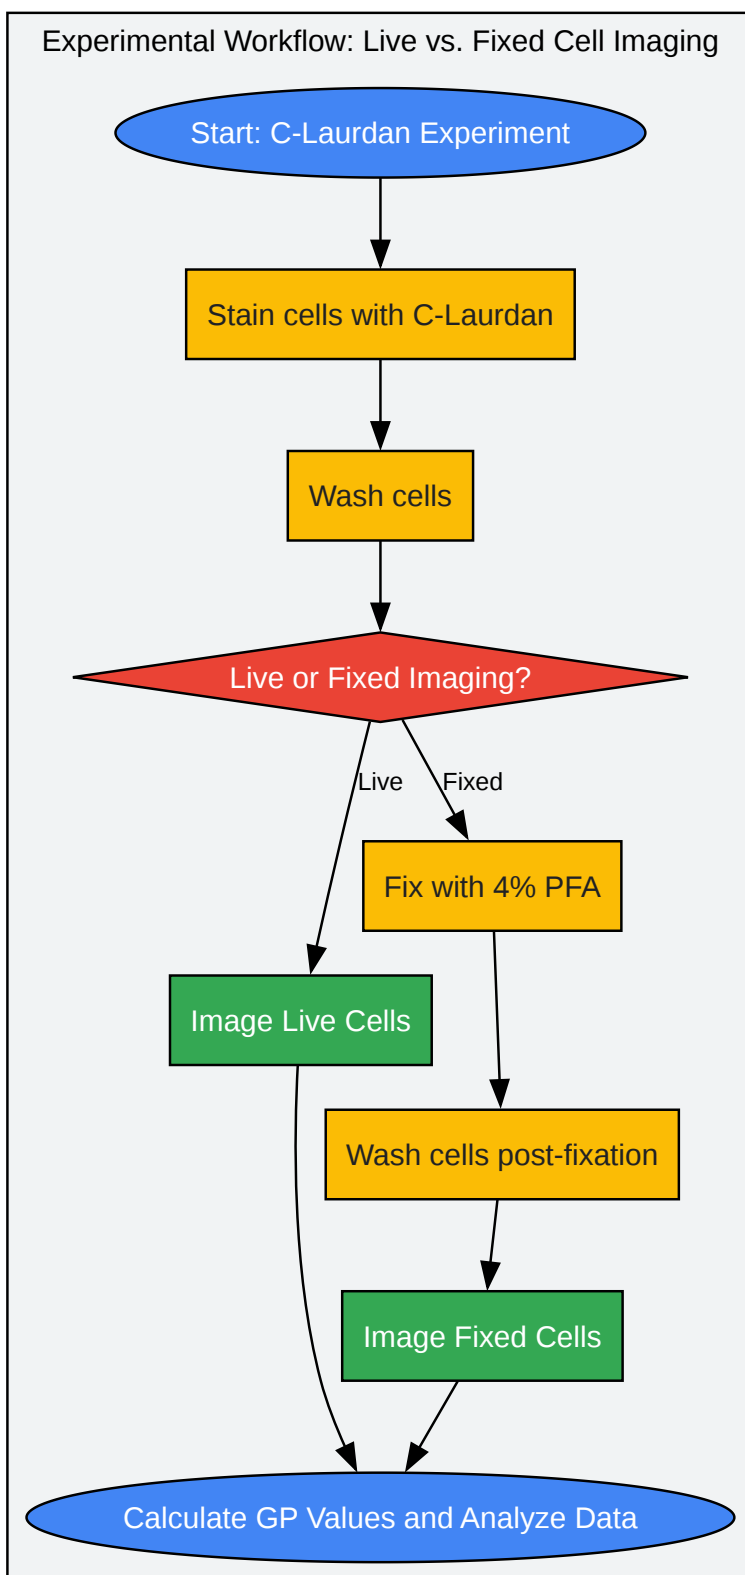 Experimental Workflow: Live vs. Fixed Cell Imaging
Start: C-Laurdan Experiment
Stain cells with C-Laurdan
Wash cells
Live or Fixed Imaging?
Live
Fixed
Fix with 4% PFA
Image Live Cells
Wash cells post-fixation
Image Fixed Cells
Calculate GP Values and Analyze Data